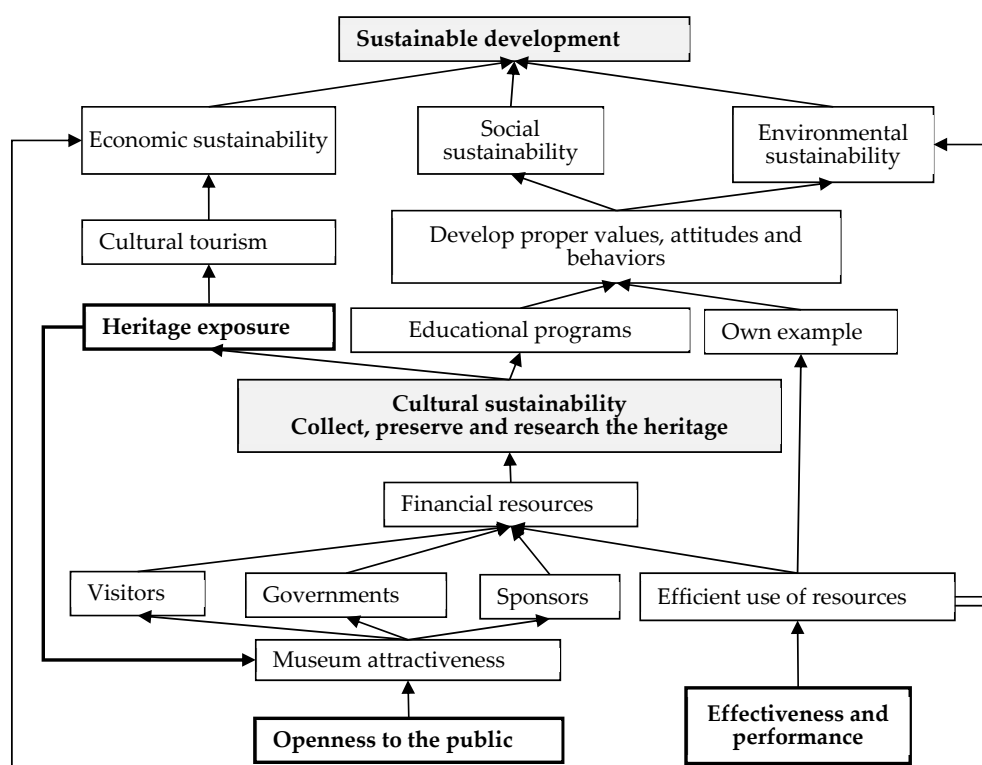 Sustainable development
Economic sustainability
Social
sustainability
Environmental
sustainability
Cultural tourism
Develop proper values, attitudes and
behaviors
Heritage exposure
Educational programs
Own example
Cultural sustainability
Collect, preserve and research the heritage
Financial resources
Visitors
Governments
Sponsors
Efficient use of resources
Museum attractiveness
Openness to the public
Effectiveness and
performance